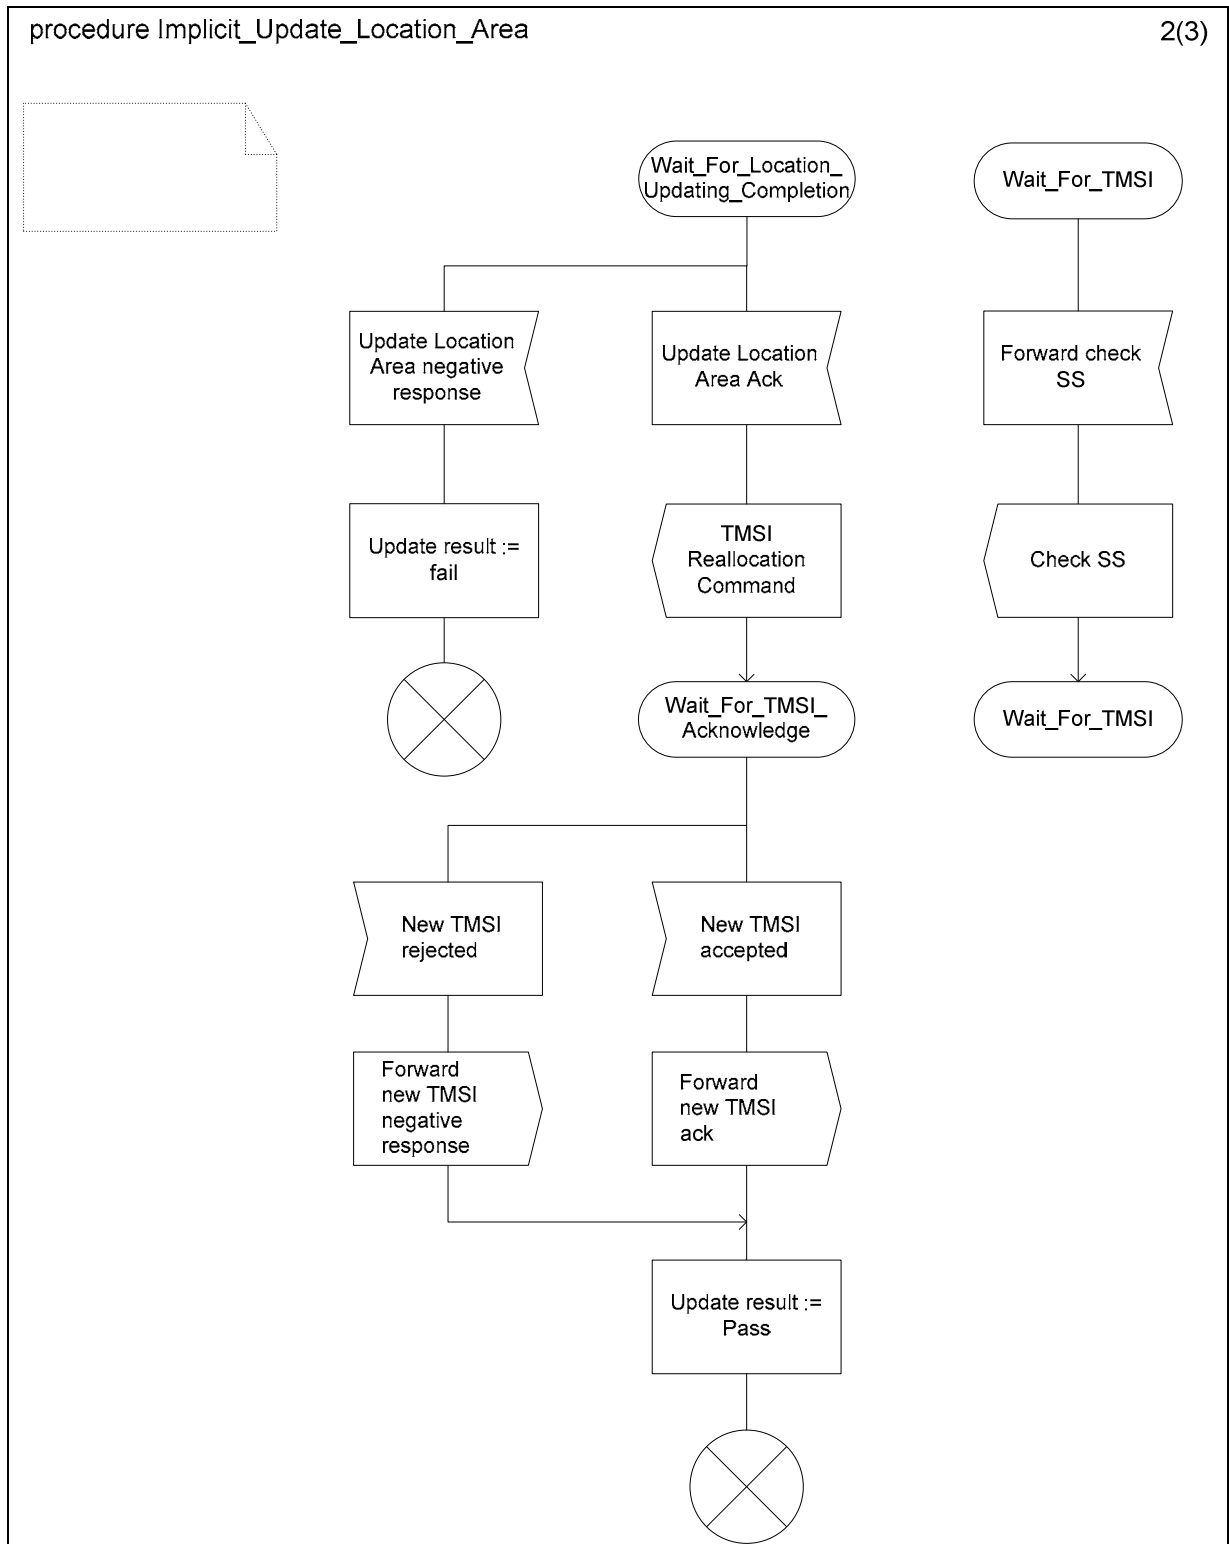 procedure Implicit_Update_Location_Area
2(3)
Wait_For_Location_
Updating_Completion
Wait_For_TMSI
Update Location
Area negative
response
Update Location
Area Ack
Forward check
SS
Update result :=
fail
TMSI
Reallocation
Command
Check SS
Wait_For_TMSI_
Acknowledge
Wait_For_TMSI
New TMSI
rejected
New TMSI
accepted
Forward
new TMSI
negative
response
Forward
new TMSI
ack
Update result :=
Pass